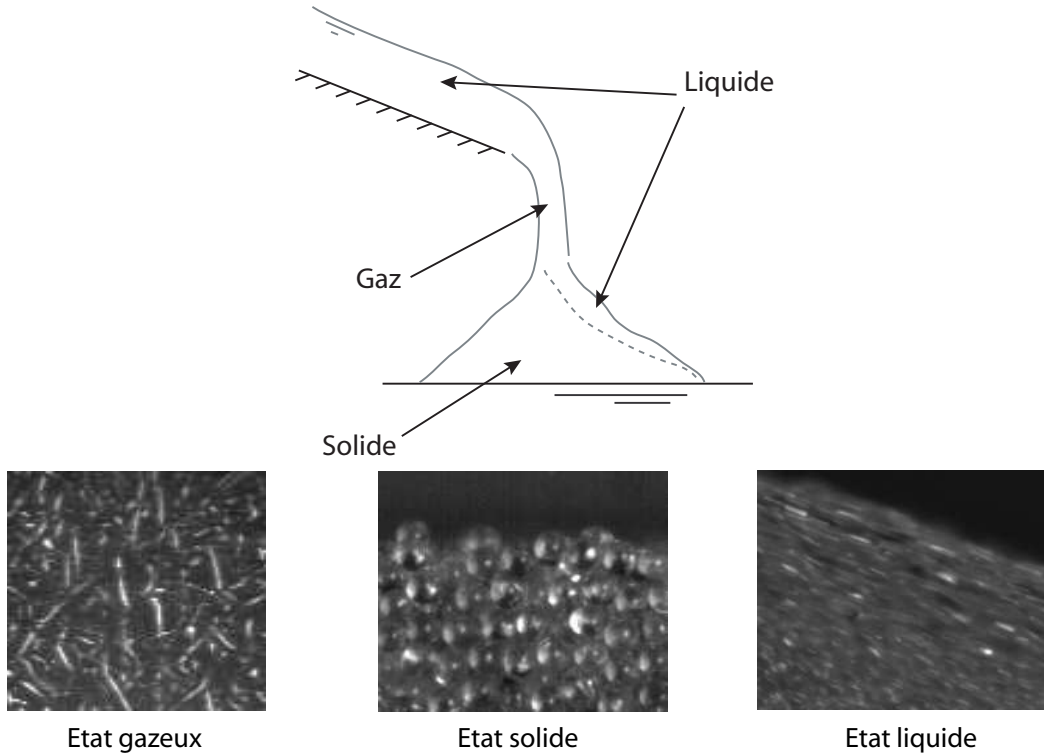 Liquide
Gaz
Solide
Etat gazeux
Etat solide
Etat liquide